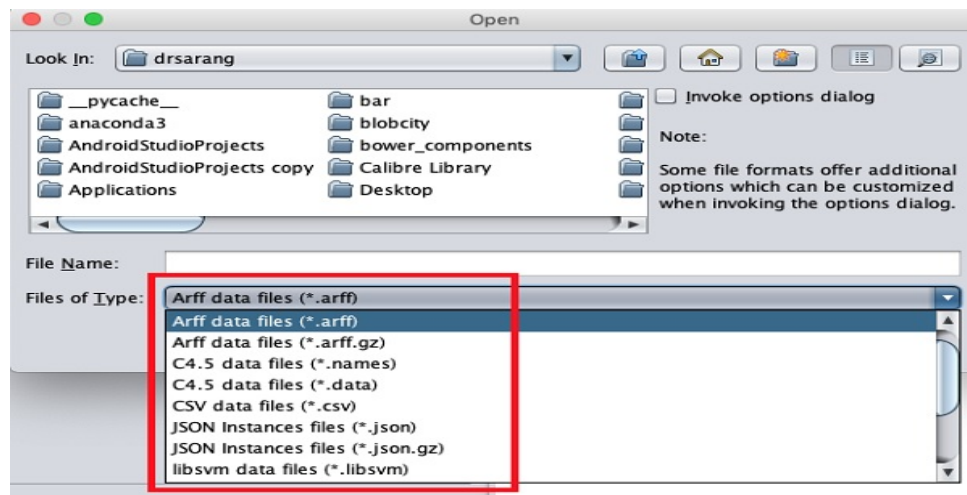 Open
Look In: drsarang
__pycache__ bar
anaconda3 blobcity
AndroidStudioProjects bower_components
AndroidStudioProjects copy Calibre Library
Applications Desktop
Invoke options dialog
Note:
Some file formats offer additional
options which can be customized
when invoking the options dialog.
File Name:
Files of Type: Arff data files (*.arff)
Arff data files (*.arff)
Arff data files (*.arff.gz)
C4.5 data files (*.names)
C4.5 data files (*.data)
CSV data files (*.csv)
JSON Instances files (*.json)
JSON Instances files (*.json.gz)
libsvm data files (*.libsvm)